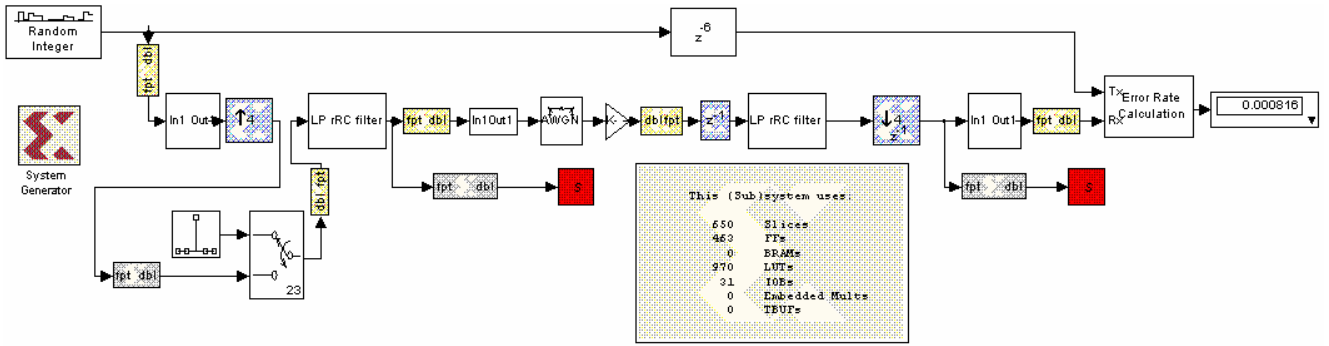 Random
Integer
z-6
fpt dbl
In1 Out
↑4
LP rRC filter
fpt dbl
In1Out1
AWGN
K
dbl fpt
z-1
LP rRC filter
↓4
z-1
In1 Out1
fpt dbl
Tx
Rx
Error Rate
Calculation
0.000816
System
Generator
dbl fpt
fpt dbl
S
fpt dbl
S
fpt dbl
23
This (Sub)system uses:
650 Slices
463 FFs
0 BRAMs
970 LUTs
31 IOBs
0 Embedded Mults
0 TBUFs